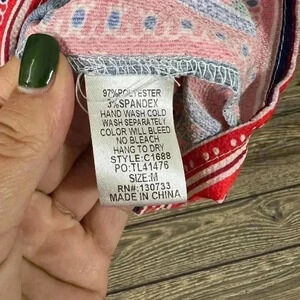 97%POLYESTER
3%SPANDEX
HAND WASH COLD
WASH SEPARATELY
COLOR WILL BLEED
NO BLEACH
HANG TO DRY
STYLE:C1688
PO:TL41476
SIZE:M
RN#:130733
MADE IN CHINA